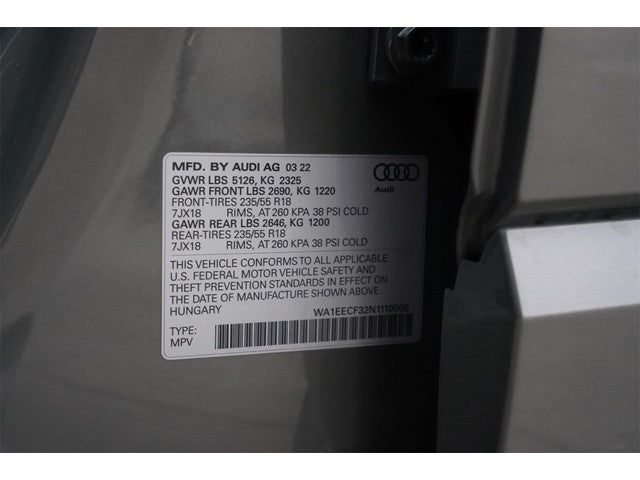 MFD. BY AUDI AG 03 22
GVWR LBS 5126, KG 2325
GAWR FRONT LBS 2690, KG 1220
FRONT-TIRES 235/55 R18
7JX18 RIMS, AT 260 KPA 38 PSI COLD
GAWR REAR LBS 2646, KG 1200
REAR-TIRES 235/55 R18
7JX18 RIMS, AT 260 KPA 38 PSI COLD
Audi
THIS VEHICLE CONFORMS TO ALL APPLICABLE
U.S. FEDERAL MOTOR VEHICLE SAFETY AND
THEFT PREVENTION STANDARDS IN EFFECT ON
THE DATE OF MANUFACTURE SHOWN ABOVE.
HUNGARY
WA1EECF32N1110006
TYPE:
MPV